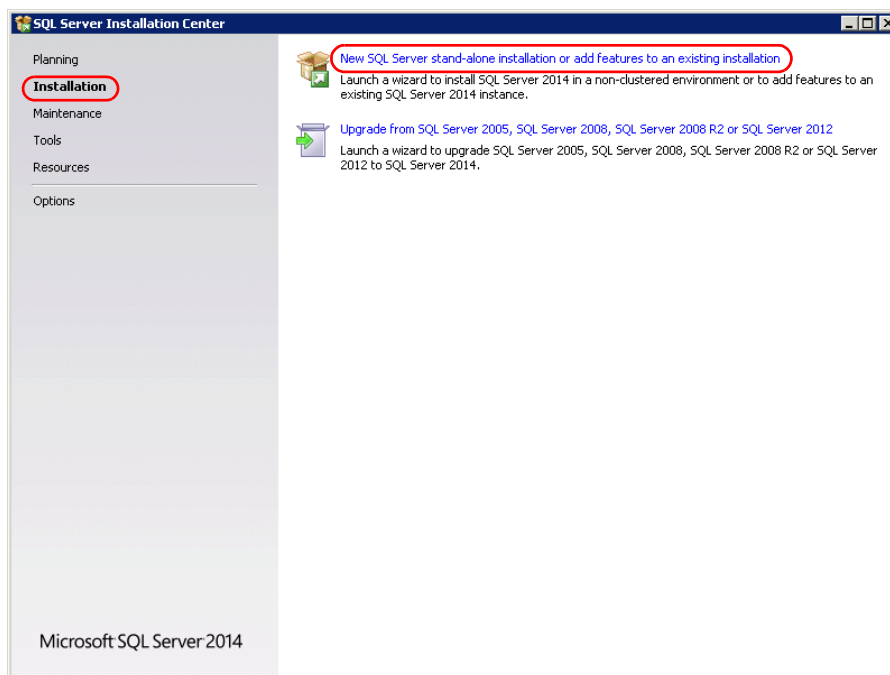 SQL Server Installation Center
Planning
Installation
Maintenance
Tools
Resources
Options
New SQL Server stand-alone installation or add features to an existing installation
Launch a wizard to install SQL Server 2014 in a non-clustered environment or to add features to an
existing SQL Server 2014 instance.
Upgrade from SQL Server 2005, SQL Server 2008, SQL Server 2008 R2 or SQL Server 2012
Launch a wizard to upgrade SQL Server 2005, SQL Server 2008, SQL Server 2008 R2 or SQL Server
2012 to SQL Server 2014.
Microsoft SQL Server 2014